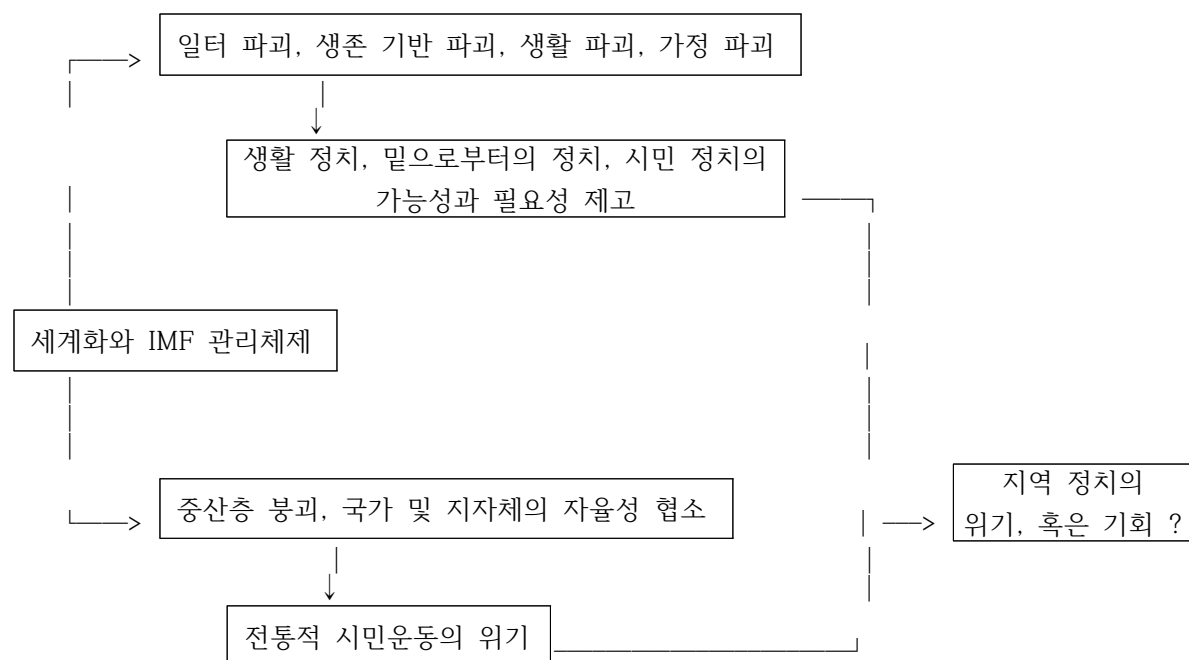 일터 파괴, 생존 기반 파괴, 생활 파괴, 가정 파괴
생활 정치, 밑으로부터의 정치, 시민 정치의
가능성과 필요성 제고
세계화와 IMF 관리체제
중산층 붕괴, 국가 및 지자체의 자율성 협소
지역 정치의
위기, 혹은 기회 ?
전통적 시민운동의 위기